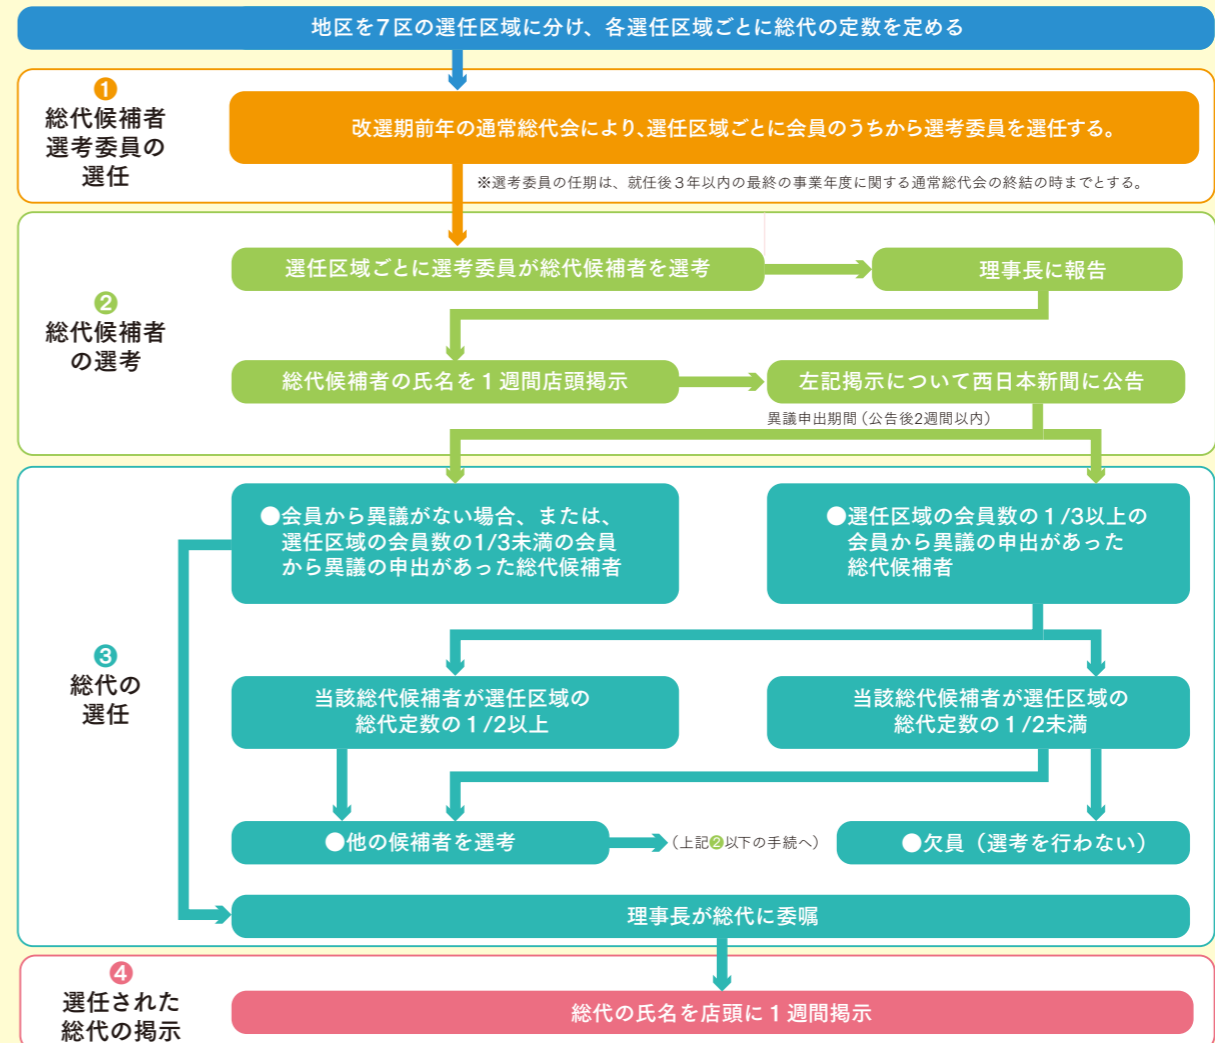 地区を7区の選任区域に分け、各選任区域ごとに総代の定数を定める
❶
総代候補者
選考委員の
選任
改選期前年の通常総代会により、選任区域ごとに会員のうちから選考委員を選任する。
※選考委員の任期は、就任後3年以内の最終の事業年度に関する通常総代会の終結の時までとする。
❷
総代候補者
の選考
選任区域ごとに選考委員が総代候補者を選考
理事長に報告
総代候補者の氏名を1週間店頭掲示
左記掲示について西日本新聞に公告
異議申出期間（公告後2週間以内）
❸
総代の
選任
●会員から異議がない場合、または、
選任区域の会員数の1/3未満の会員
から異議の申出があった総代候補者
●選任区域の会員数の1/3以上の
会員から異議の申出があった
総代候補者
当該総代候補者が選任区域の
総代定数の1/2以上
当該総代候補者が選任区域の
総代定数の1/2未満
●他の候補者を選考
（上記❷以下の手続へ）
●欠員（選考を行わない）
理事長が総代に委嘱
❹
選任された
総代の掲示
総代の氏名を店頭に1週間掲示